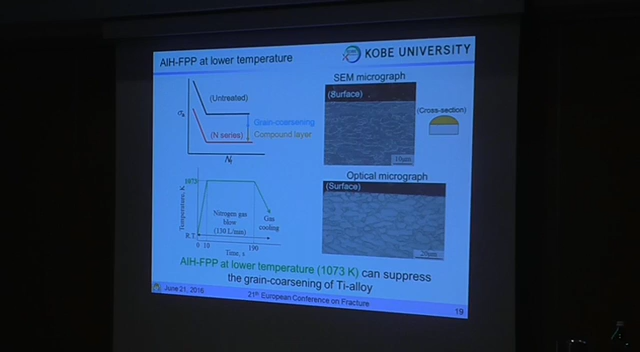 AIH-FPP at lower temperature
KOBE UNIVERSITY
(Untreated)
σa
Grain-coarsening
(N series)
Compound layer
Nf
SEM micrograph
(Surface)
(Cross-section)
10μm
Optical micrograph
(Surface)
20μm
Temperature, K
1073
Nitrogen gas
blow
(130 L/min)
Gas
cooling
R.T.
0 10 190
Time, s
AIH-FPP at lower temperature (1073 K) can suppress
the grain-coarsening of Ti-alloy
June 21, 2016
21th European Conference on Fracture
19